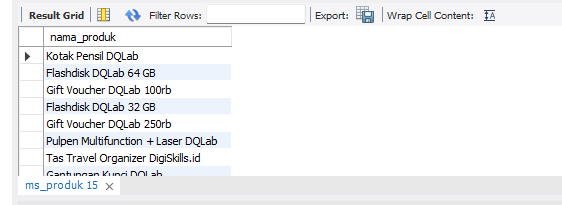 Result Grid Filter Rows: Export: Wrap Cell Content:
nama_produk
Kotak Pensil DQLab
Flashdisk DQLab 64 GB
Gift Voucher DQLab 100rb
Flashdisk DQLab 32 GB
Gift Voucher DQLab 250rb
Pulpen Multifunction + Laser DQLab
Tas Travel Organizer DigiSkills.id
Gantungan Kunci DQLab
ms_produk 15